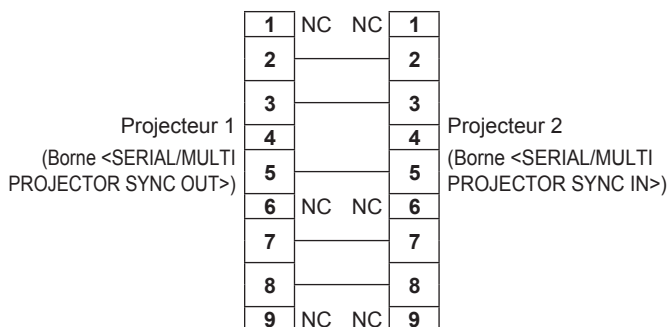 1 NC NC 1
2 2
3 3
Projecteur 1
(Borne <SERIAL/MULTI
PROJECTOR SYNC OUT>)
4 4
Projecteur 2
(Borne <SERIAL/MULTI
PROJECTOR SYNC IN>)
5 5
6 NC NC 6
7 7
8 8
9 NC NC 9